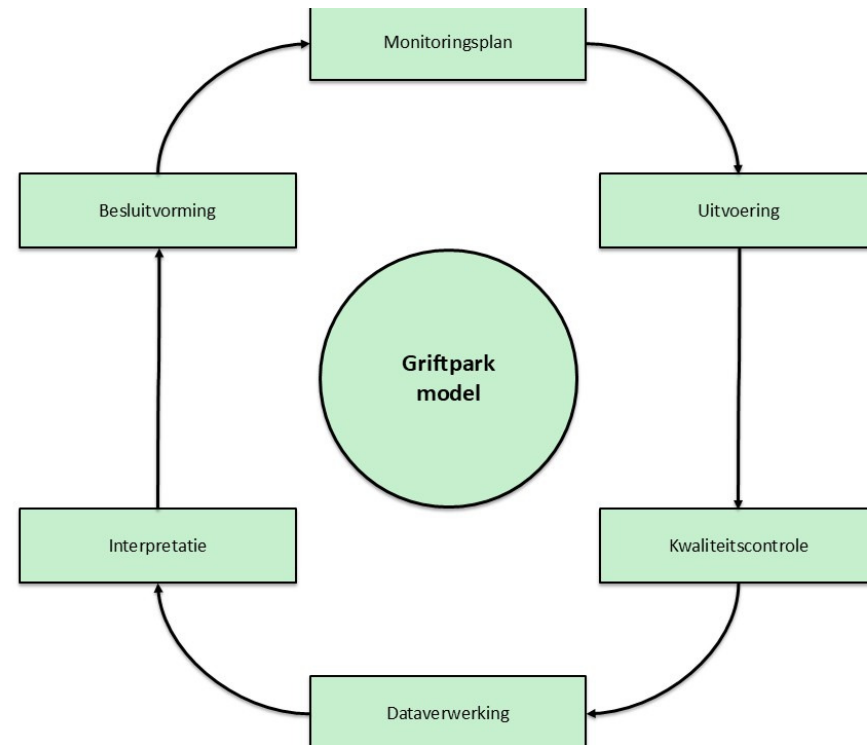 Monitoringsplan
Besluitvorming
Uitvoering
Griftpark
model
Interpretatie
Kwaliteitscontrole
Dataverwerking